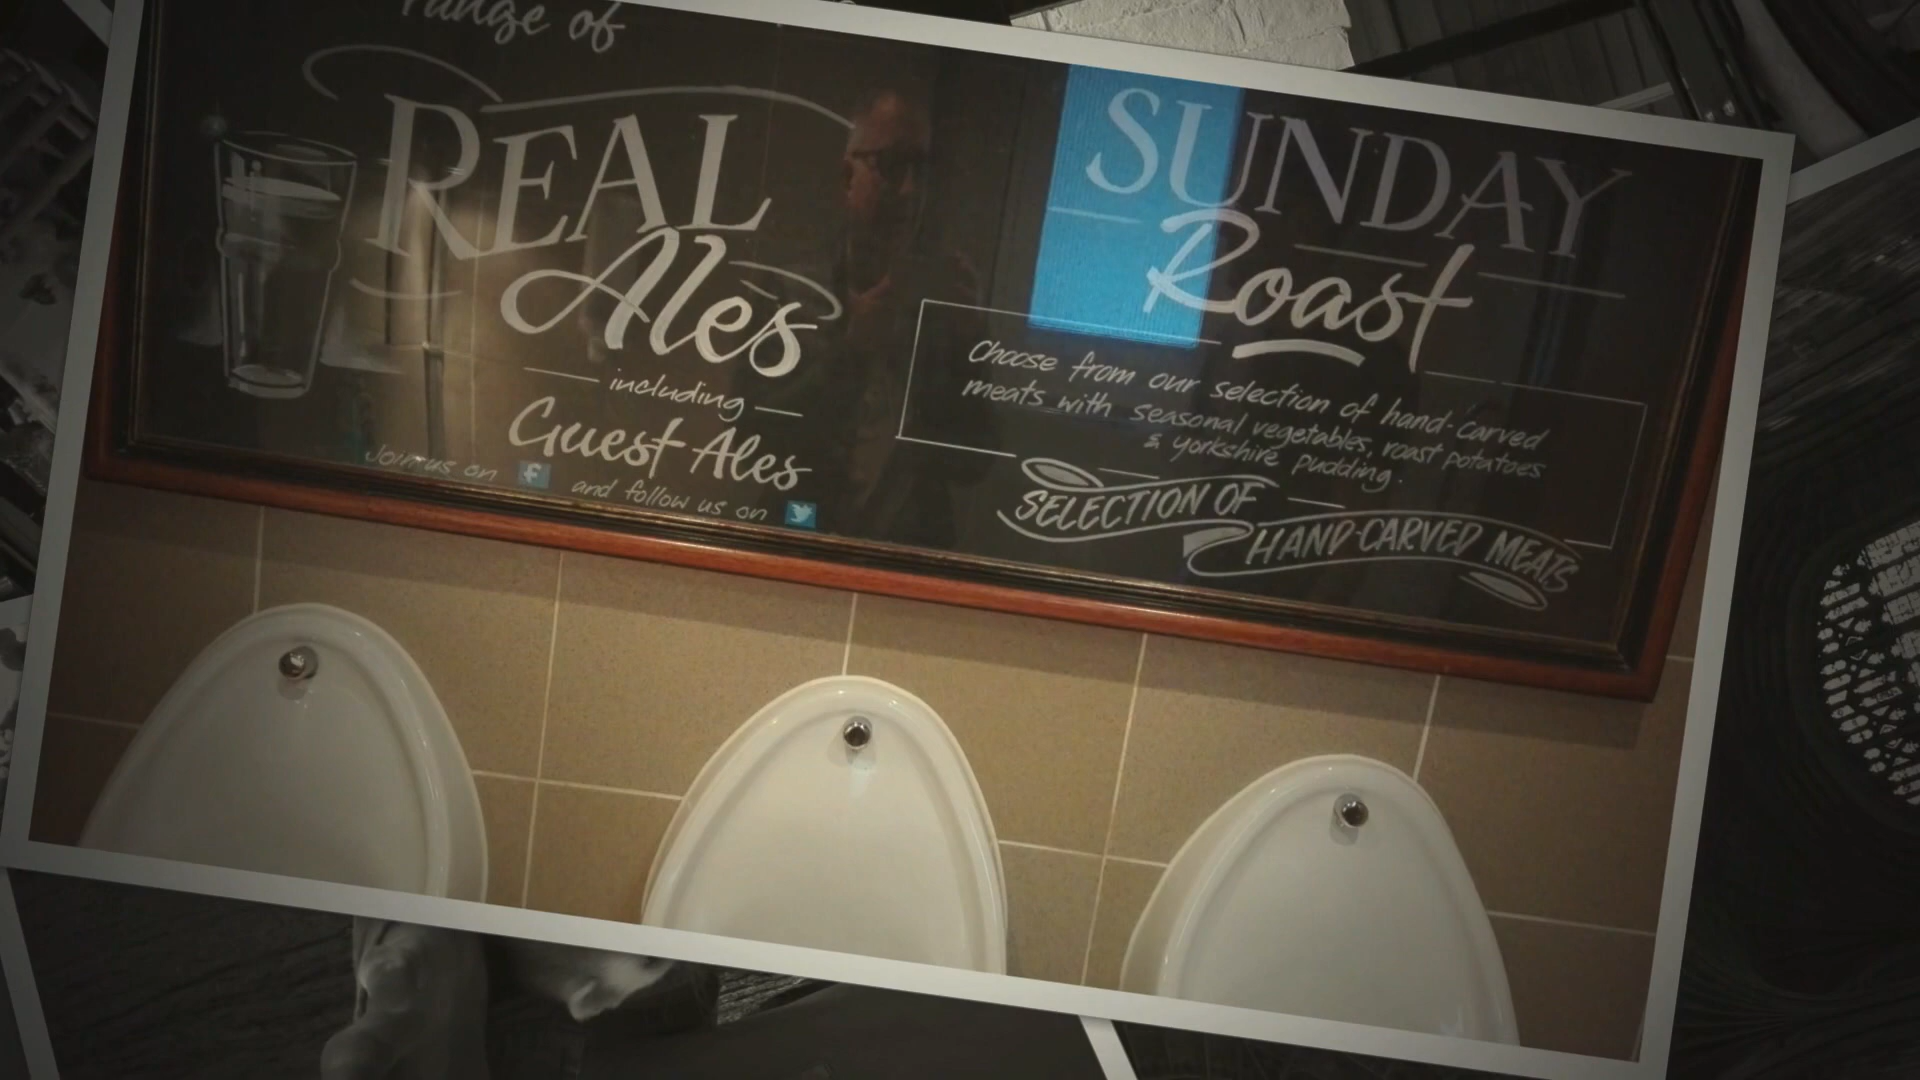 range of
REAL
Ales
including
Guest Ales
Join us on f and follow us on
SUNDAY
Roast
Choose from our selection of hand-carved
meats with seasonal vegetables, roast potatoes
& yorkshire pudding.
SELECTION OF
HAND-CARVED MEATS